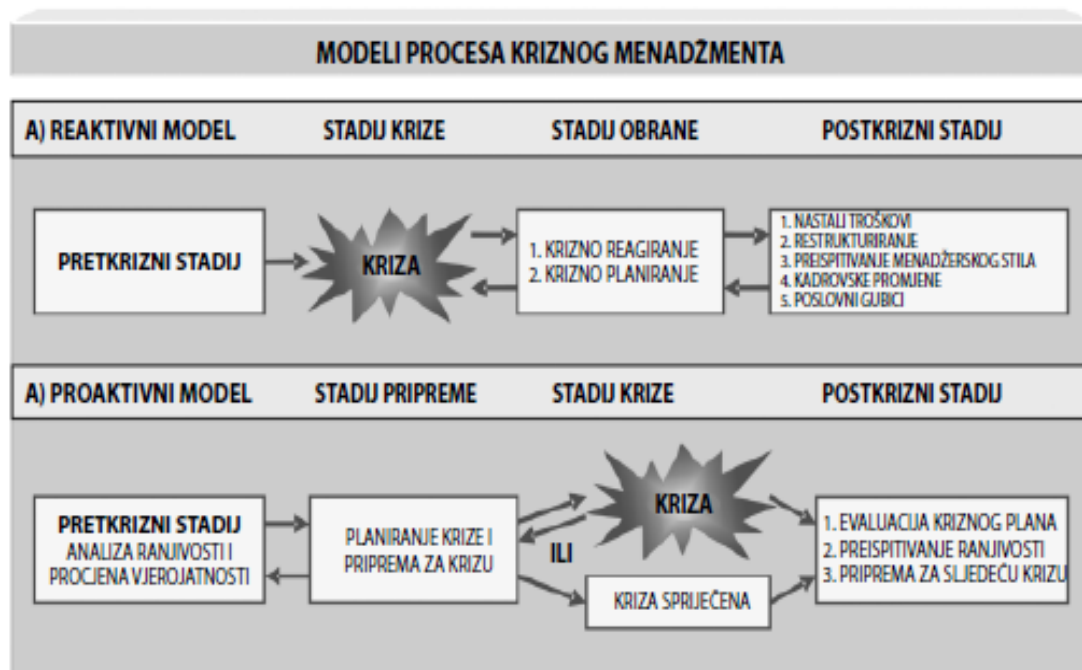 MODELI PROCESA KRIZNOG MENADŽMENTA
A) REAKTIVNI MODEL
STADIJ KRIZE
STADIJ OBRANE
POSTKRIZNI STADIJ
PRETKRIZNI STADIJ
KRIZA
1. KRIZNO REAGIRANJE
2. KRIZNO PLANIRANJE
1. NASTALI TROŠKOVI
2. RESTRUKTURIRANJE
3. PREISPITIVANJE MENADŽERSKOG STILA
4. KADROVSKE PROMJENE
5. POSLOVNI GUBICI
A) PROAKTIVNI MODEL
STADIJ PRIPREME
STADIJ KRIZE
POSTKRIZNI STADIJ
PRETKRIZNI STADIJ
ANALIZA RANJIVOSTI I
PROCJENA VJEROJATNOSTI
PLANIRANJE KRIZE I
PRIPREMA ZA KRIZU
KRIZA
ILI
KRIZA SPRIJEČENA
1. EVALUACIJA KRIZNOG PLANA
2. PREISPITIVANJE RANJIVOSTI
3. PRIPREMA ZA SLJEDEĆU KRIZU